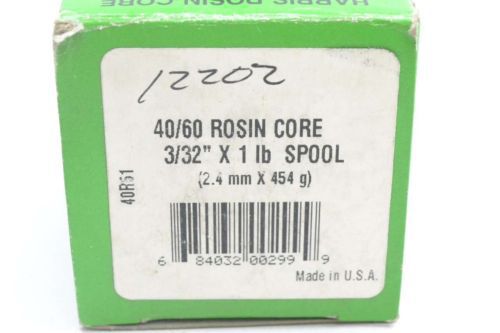 HARRIS ROSIN CORE
12202
40/60 ROSIN CORE
3/32" X 1 lb SPOOL
(2.4 mm X 454 g)
40R61
6 84032 00299 9
Made in U.S.A.